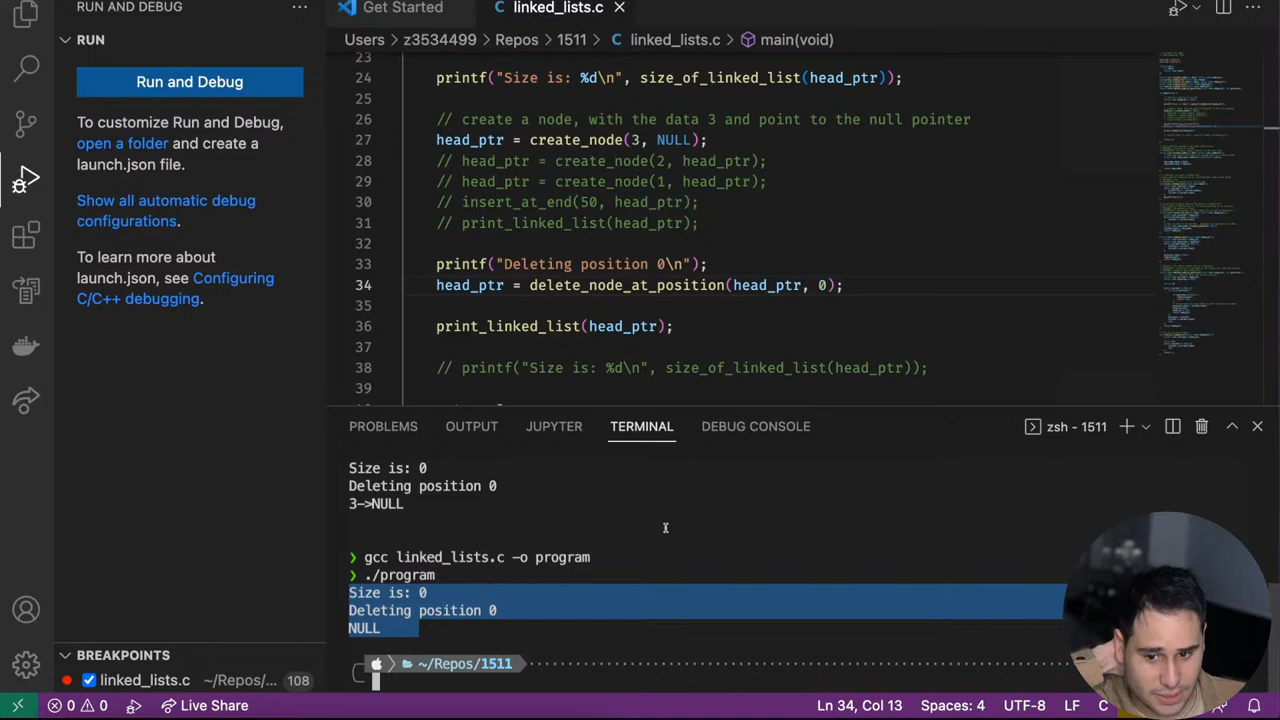 RUN AND DEBUG
Get Started
linked_lists.c
RUN
Users > z3534499 > Repos > 1511 > linked_lists.c > main(void)
Run and Debug
To customize Run and Debug,
open a folder and create a
launch.json file.
Show all automatic debug
configurations.
To learn more about
launch.json, see Configuring
C/C++ debugging.
23
24 printf("Size is: %d\n", size_of_linked_list(head_ptr));
25
26 // node, with the data 3 and point to the null pointer
27 head_ptr = create_node(3, NULL);
28 // head_ptr = create_node(2, head_ptr);
29 // head_ptr = create_node(1, head_ptr);
30 // insert_at_end(50, head_ptr);
31 // linked_list(head_ptr);
32
33 printf("Deleting position 0\n");
34 head_ptr = delete_node_at_position(head_ptr, 0);
35
36 print_linked_list(head_ptr);
37
38 // printf("Size is: %d\n", size_of_linked_list(head_ptr));
39
PROBLEMS OUTPUT JUPYTER TERMINAL DEBUG CONSOLE
zsh - 1511
Size is: 0
Deleting position 0
3->NULL
❯ gcc linked_lists.c -o program
❯ ./program
Size is: 0
Deleting position 0
NULL
~/Repos/1511
BREAKPOINTS
linked_lists.c ~/Repos/... 108
0 0 Live Share
Ln 34, Col 13 Spaces: 4 UTF-8 LF C